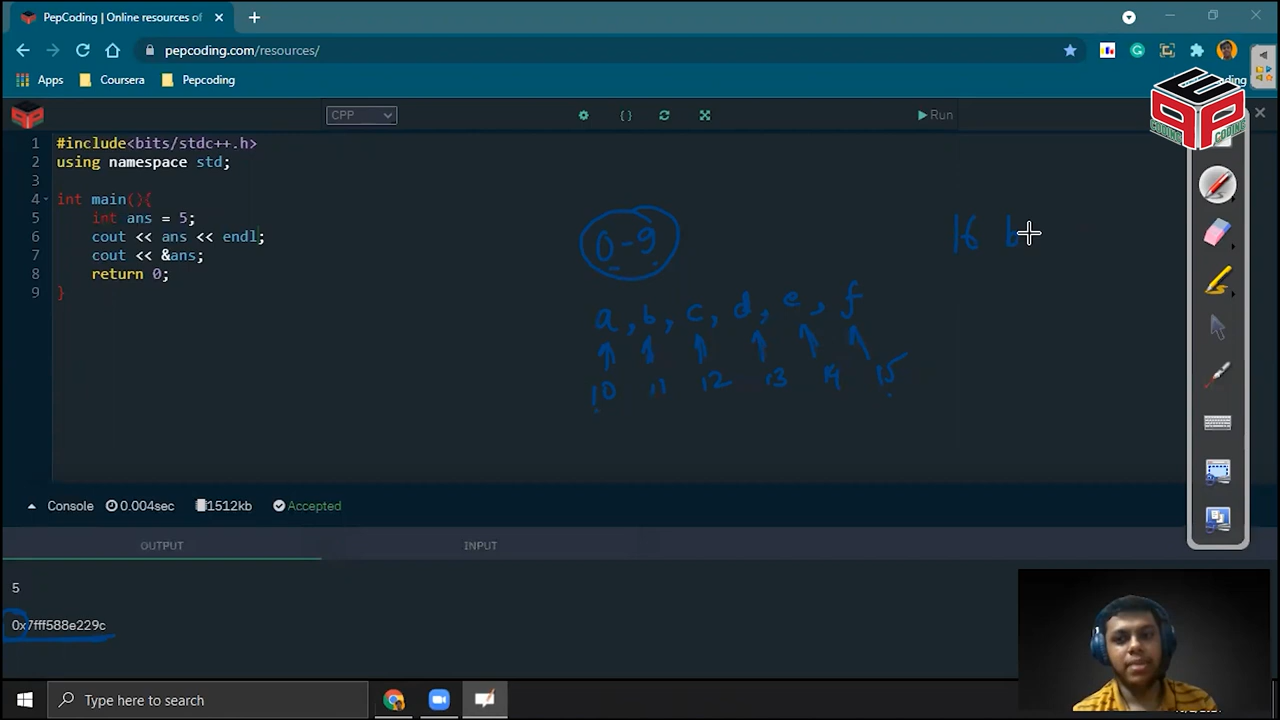 PepCoding | Online resources of
pepcoding.com/resources/
Apps Coursera Pepcoding
CPP Run
1 #include<bits/stdc++.h>
2 using namespace std;
3
4 int main(){
5 int ans = 5;
6 cout << ans << endl;
7 cout << &ans;
8 return 0;
9 }
0-9
16 b
a, b, c, d, e, f
10 11 12 13 14 15
Console 0.004sec 1512kb Accepted
OUTPUT INPUT
5
0x7fff588e229c
Type here to search